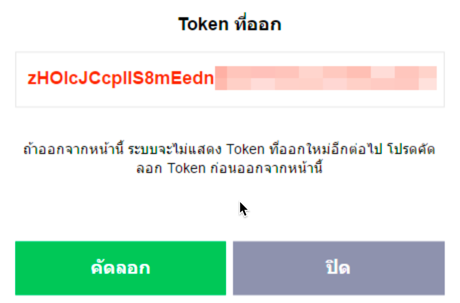 Token ที่ออก
zHOIcJCcpIIS8mEedn
ถ้าออกจากหน้านี้ ระบบจะไม่แสดง Token ที่ออกใหม่อีกต่อไป โปรดคัด
ลอก Token ก่อนออกจากหน้านี้
คัดลอก
ปิด